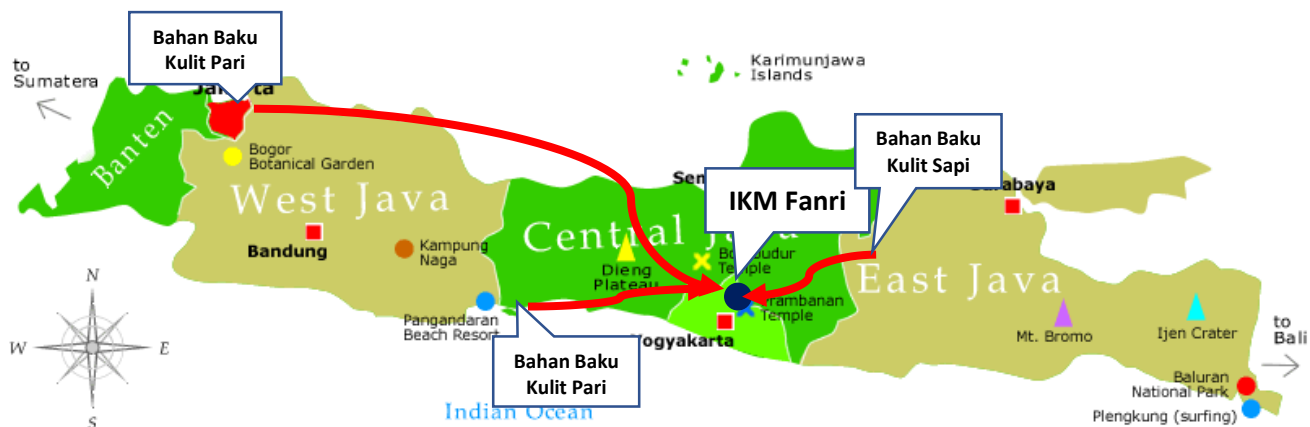 Bahan Baku
Kulit Pari
to
Sumatera
Jakarta
Banten
Bogor
Botanical Garden
West Java
Bandung
Kampung
Naga
Pangandaran
Beach Resort
Karimunjawa
Islands
Bahan Baku
Kulit Sapi
IKM Fanri
Surabaya
Central Java
Dieng
Plateau
Borobudur
Temple
Prambanan
Temple
Yogyakarta
East Java
Mt. Bromo
Ijen Crater
to
Bali
Baluran
National Park
Plengkung (surfing)
Bahan Baku
Kulit Pari
Indian Ocean
N
W
E
S